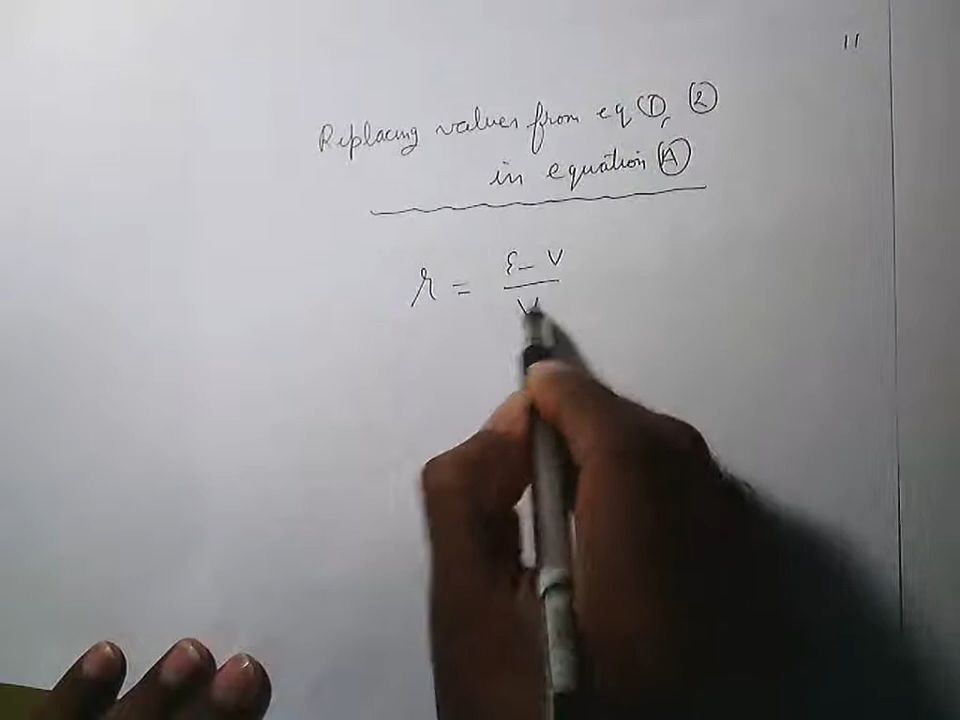 11
Replacing values from eq ①, ②
in equation Ⓐ
r = ε - V
V